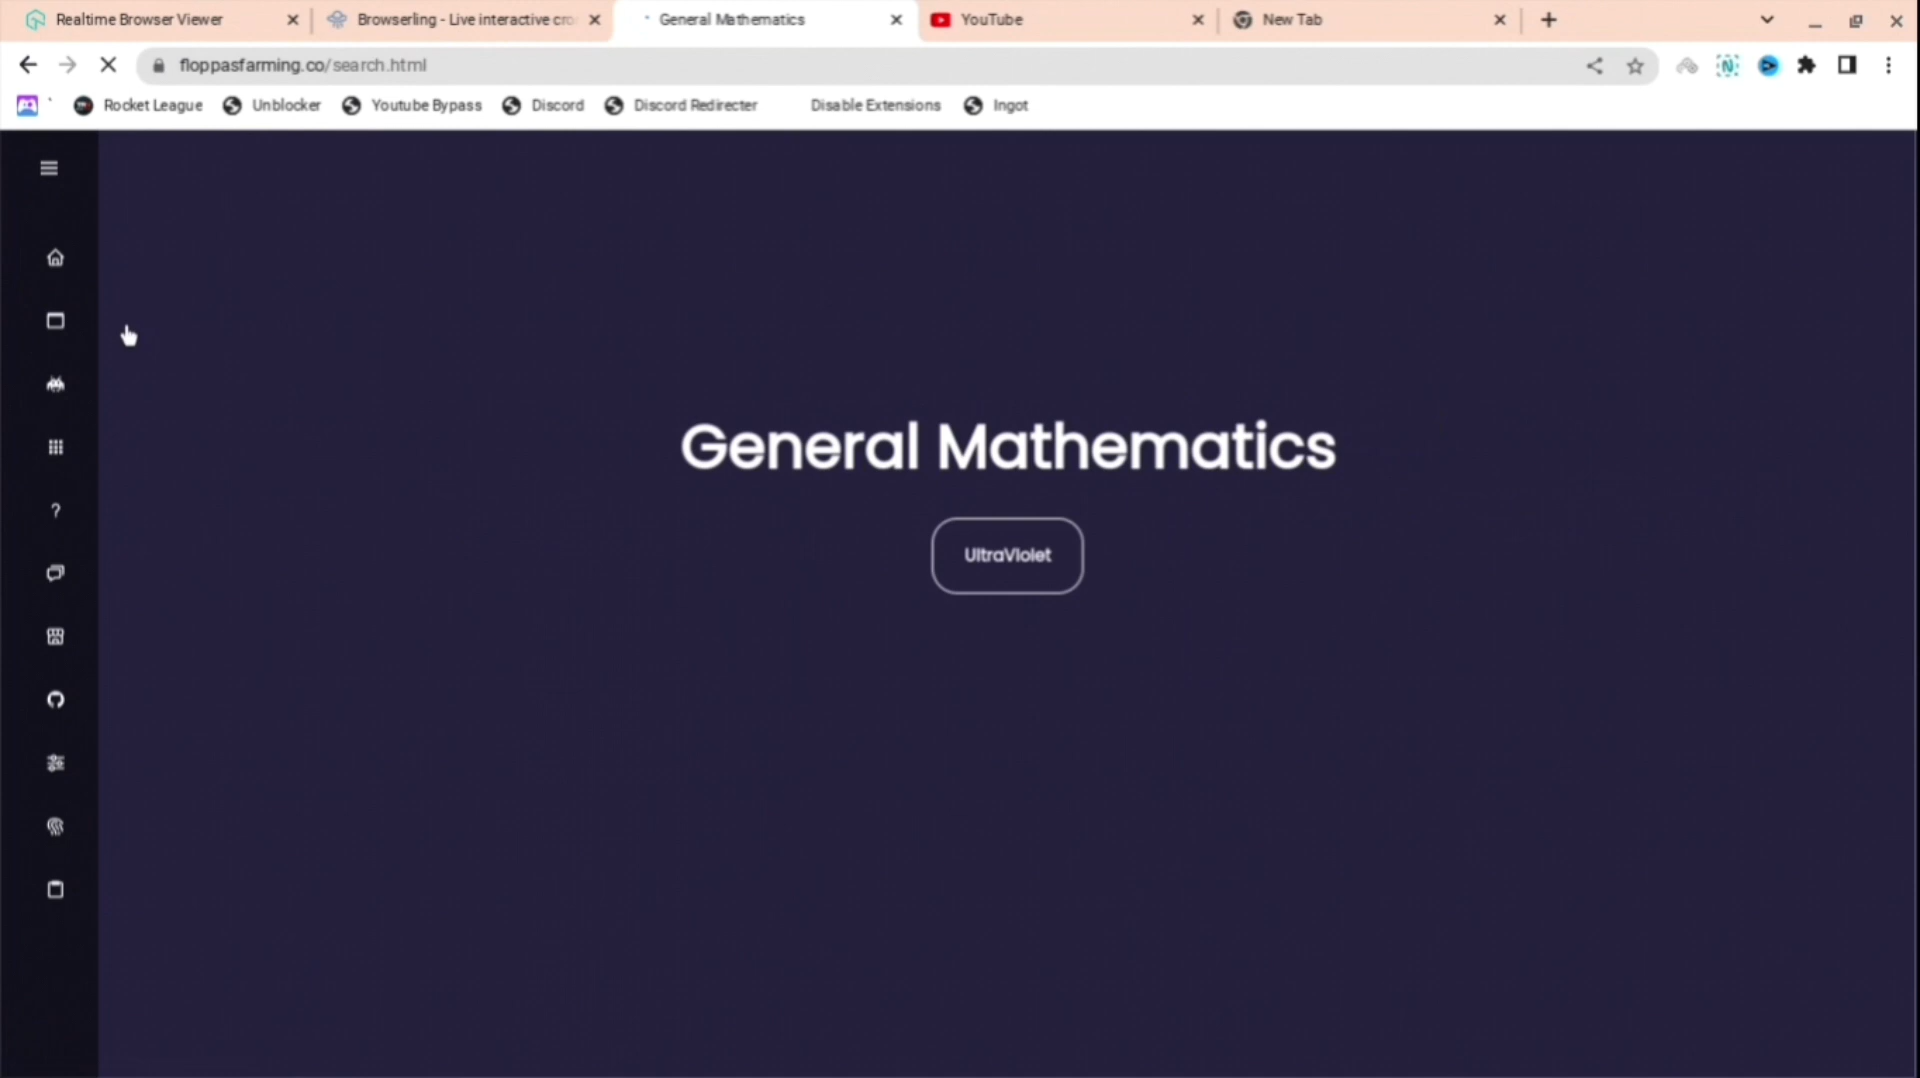 Realtime Browser Viewer
Browserling - Live interactive cro
General Mathematics
YouTube
New Tab
floppasfarming.co/search.html
Rocket League
Unblocker
Youtube Bypass
Discord
Discord Redirecter
Disable Extensions
Ingot
?
General Mathematics
UltraViolet